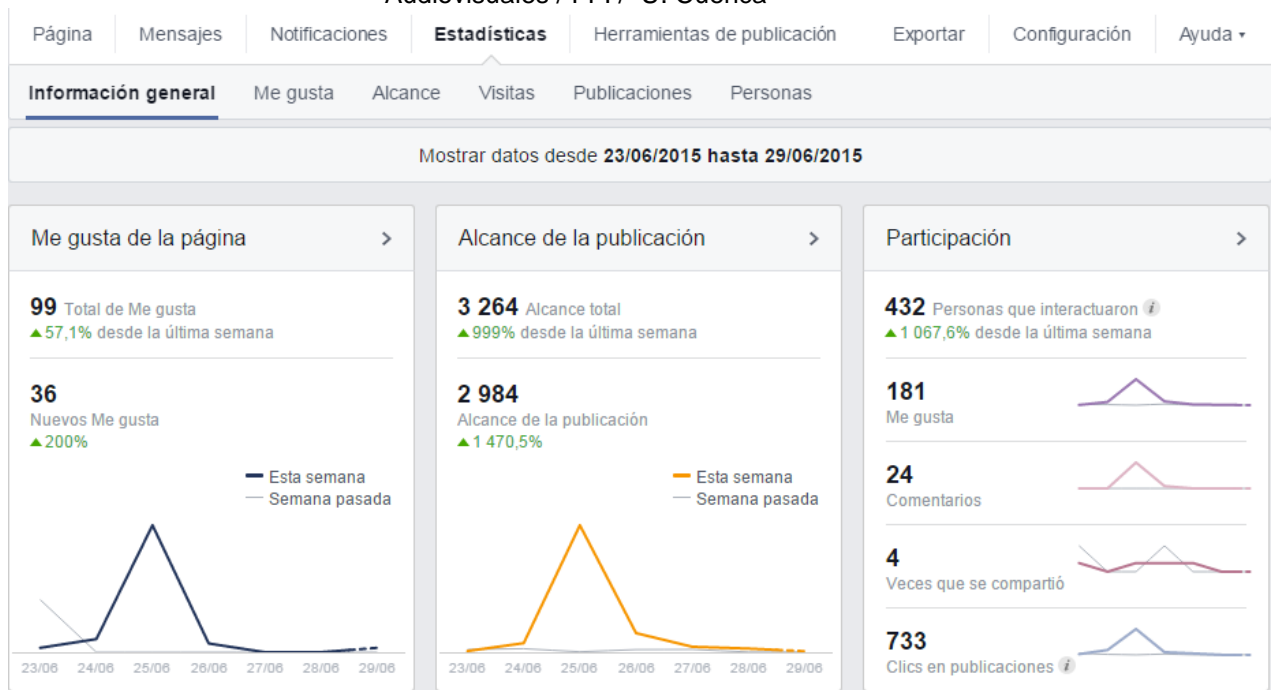 Página Mensajes Notificaciones Estadísticas Herramientas de publicación Exportar Configuración Ayuda
Información general Me gusta Alcance Visitas Publicaciones Personas
Mostrar datos desde 23/06/2015 hasta 29/06/2015
Me gusta de la página
99 Total de Me gusta
57,1% desde la última semana
36
Nuevos Me gusta
200%
Esta semana
Semana pasada
23/06 24/06 25/06 26/06 27/06 28/06 29/06
Alcance de la publicación
3 264 Alcance total
999% desde la última semana
2 984
Alcance de la publicación
1 470,5%
Esta semana
Semana pasada
23/06 24/06 25/06 26/06 27/06 28/06 29/06
Participación
432 Personas que interactuaron i
1 067,6% desde la última semana
181
Me gusta
24
Comentarios
4
Veces que se compartió
733
Clics en publicaciones i